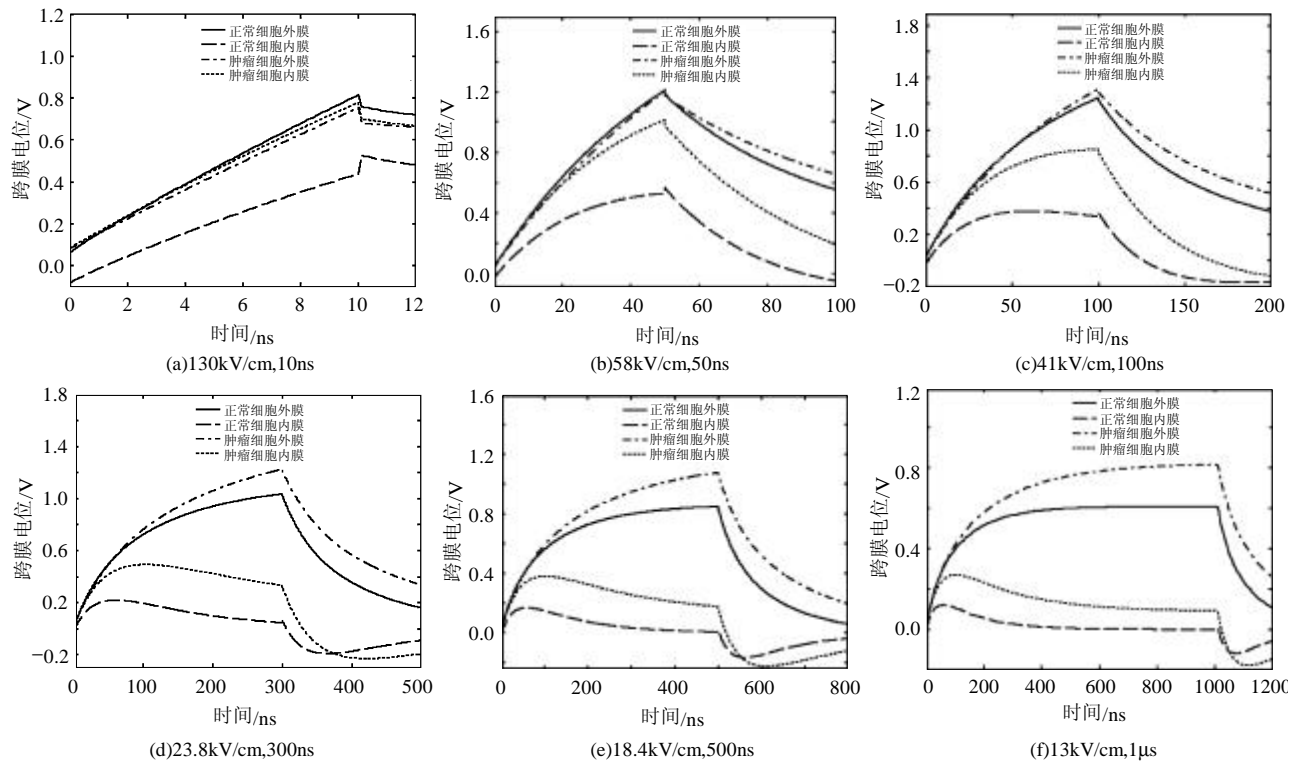 1.2
1.0
0.8
0.6
0.4
0.2
0.0
跨膜电位/V
正常细胞外膜
正常细胞内膜
肿瘤细胞外膜
肿瘤细胞内膜
0
2
4
6
8
10
12
时间/ns
(a)130kV/cm,10ns
2.0
1.6
1.2
0.8
0.4
0.0
跨膜电位/V
正常细胞外膜
正常细胞内膜
肿瘤细胞外膜
肿瘤细胞内膜
0
20
40
60
80
100
时间/ns
(b)58kV/cm,50ns
1.8
1.4
1.0
0.6
0.2
−0.2
跨膜电位/V
正常细胞外膜
正常细胞内膜
肿瘤细胞外膜
肿瘤细胞内膜
0
50
100
150
200
时间/ns
(c)41kV/cm,100ns
1.8
1.4
1.0
0.6
0.2
−0.2
跨膜电位/V
正常细胞外膜
正常细胞内膜
肿瘤细胞外膜
肿瘤细胞内膜
0
100
200
300
400
500
时间/ns
(d)23.8kV/cm,300ns
1.6
1.2
0.8
0.4
0.0
跨膜电位/V
正常细胞外膜
正常细胞内膜
肿瘤细胞外膜
肿瘤细胞内膜
0
200
400
600
800
时间/ns
(e)18.4kV/cm,500ns
1.2
0.8
0.4
0.0
跨膜电位/V
正常细胞外膜
正常细胞内膜
肿瘤细胞外膜
肿瘤细胞内膜
0
200
400
600
800
1000
1200
时间/ns
(f)13kV/cm,1μs